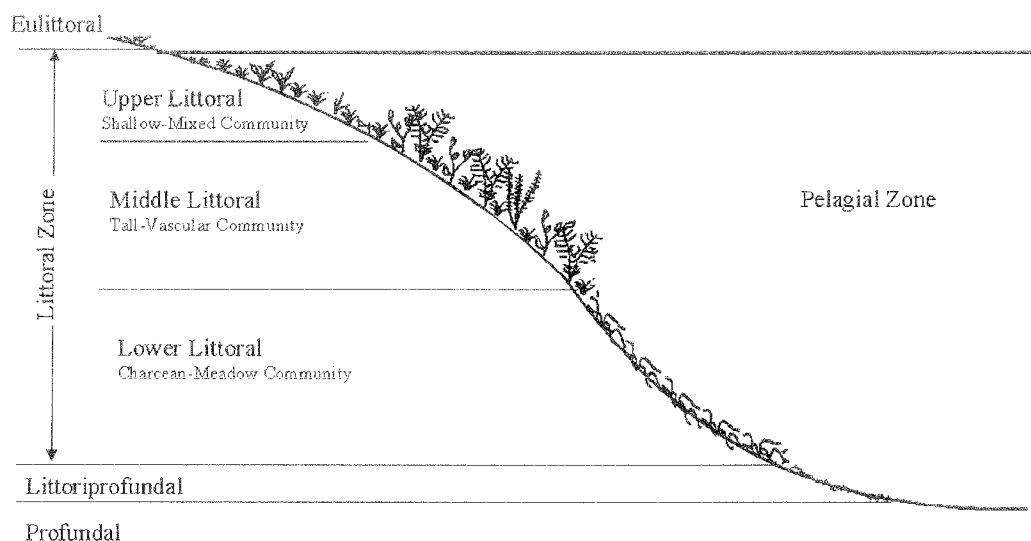 Eulittoral
Upper Littoral
Shallow-Mixed Community
Middle Littoral
Tall-Vascular Community
Pelagial Zone
Littoral Zone
Lower Littoral
Charcean-Meadow Community
Littoriprofundal
Profundal